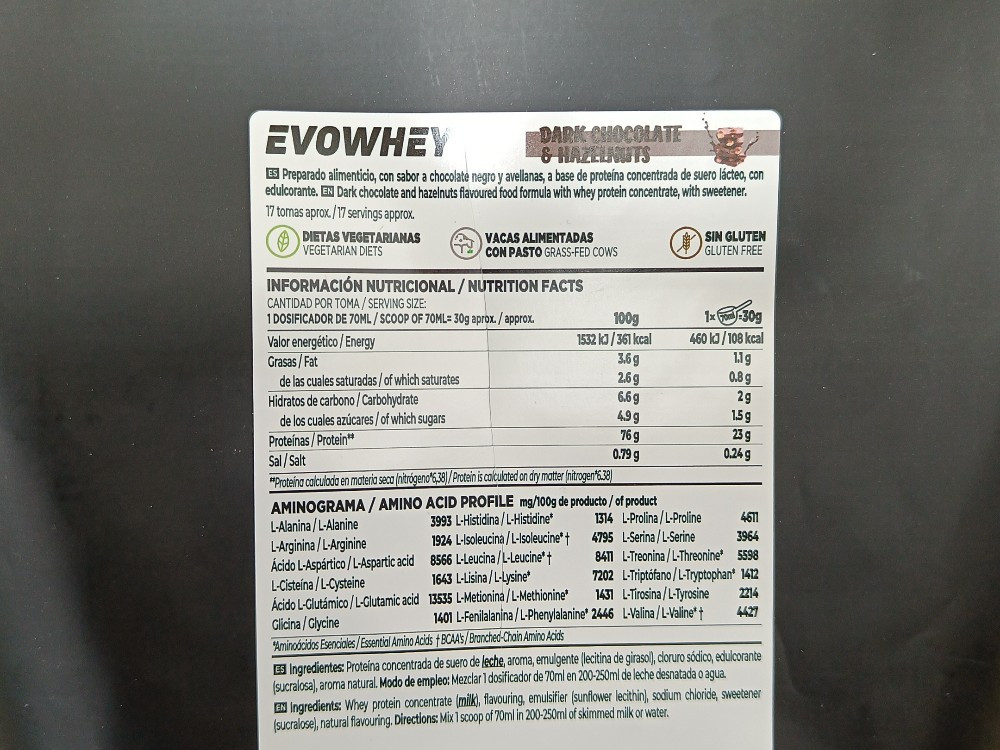 EVOWHEY
DARK CHOCOLATE
& HAZELNUTS
ES Preparado alimenticio, con sabor a chocolate negro y avellanas, a base de proteína concentrada de suero lácteo, con
edulcorante. EN Dark chocolate and hazelnuts flavoured food formula with whey protein concentrate, with sweetener.
17 tomas aprox. / 17 servings approx.
DIETAS VEGETARIANAS
VEGETARIAN DIETS
VACAS ALIMENTADAS
CON PASTO GRASS-FED COWS
SIN GLUTEN
GLUTEN FREE
INFORMACIÓN NUTRICIONAL / NUTRITION FACTS
CANTIDAD POR TOMA / SERVING SIZE:
1 DOSIFICADOR DE 70ML / SCOOP OF 70ML= 30g aprox. / approx. 100g 1x 70ml =30g
Valor energético / Energy 1532 kJ / 361 kcal 460 kJ / 108 kcal
Grasas / Fat 3.6 g 1.1 g
de las cuales saturadas / of which saturates 2.6 g 0.8 g
Hidratos de carbono / Carbohydrate 6.6 g 2 g
de los cuales azúcares / of which sugars 4.9 g 1.5 g
Proteínas / Protein** 76 g 23 g
Sal / Salt 0.79 g 0.24 g
**Proteína calculada en materia seca (nitrógeno*6,38) / Protein is calculated on dry matter (nitrogen*6.38)
AMINOGRAMA / AMINO ACID PROFILE mg/100g de producto / of product
L-Alanina / L-Alanine 3993 L-Histidina / L-Histidine* 1314 L-Prolina / L-Proline 4611
L-Arginina / L-Arginine 1924 L-Isoleucina / L-Isoleucine* † 4795 L-Serina / L-Serine 3964
Ácido L-Aspártico / L-Aspartic acid 8566 L-Leucina / L-Leucine* † 8411 L-Treonina / L-Threonine* 5598
L-Cisteína / L-Cysteine 1643 L-Lisina / L-Lysine* 7202 L-Triptófano / L-Tryptophan* 1412
Ácido L-Glutámico / L-Glutamic acid 13535 L-Metionina / L-Methionine* 1431 L-Tirosina / L-Tyrosine 2214
Glicina / Glycine 1401 L-Fenilalanina / L-Phenylalanine* 2446 L-Valina / L-Valine* † 4427
*Aminoácidos Esenciales / Essential Amino Acids † BCAA's / Branched-Chain Amino Acids
ES Ingredientes: Proteína concentrada de suero de leche, aroma, emulgente (lecitina de girasol), cloruro sódico, edulcorante
(sucralosa), aroma natural. Modo de empleo: Mezclar 1 dosificador de 70ml en 200-250ml de leche desnatada o agua.
EN Ingredients: Whey protein concentrate (milk), flavouring, emulsifier (sunflower lecithin), sodium chloride, sweetener
(sucralose), natural flavouring. Directions: Mix 1 scoop of 70ml in 200-250ml of skimmed milk or water.